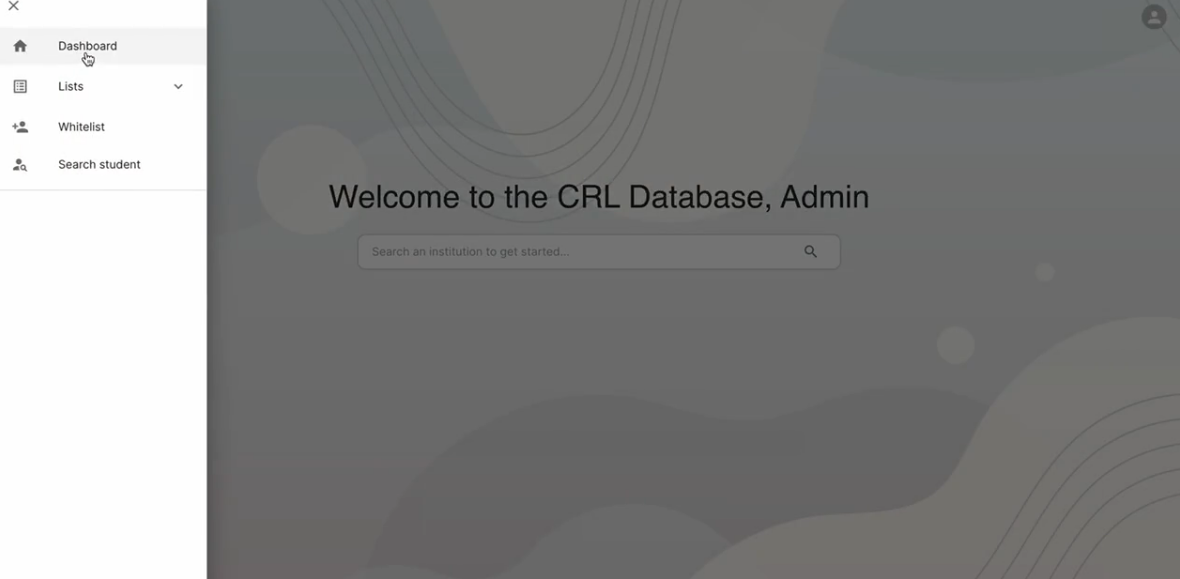 Dashboard
Lists
Whitelist
Search student
Welcome to the CRL Database, Admin
Search an institution to get started...